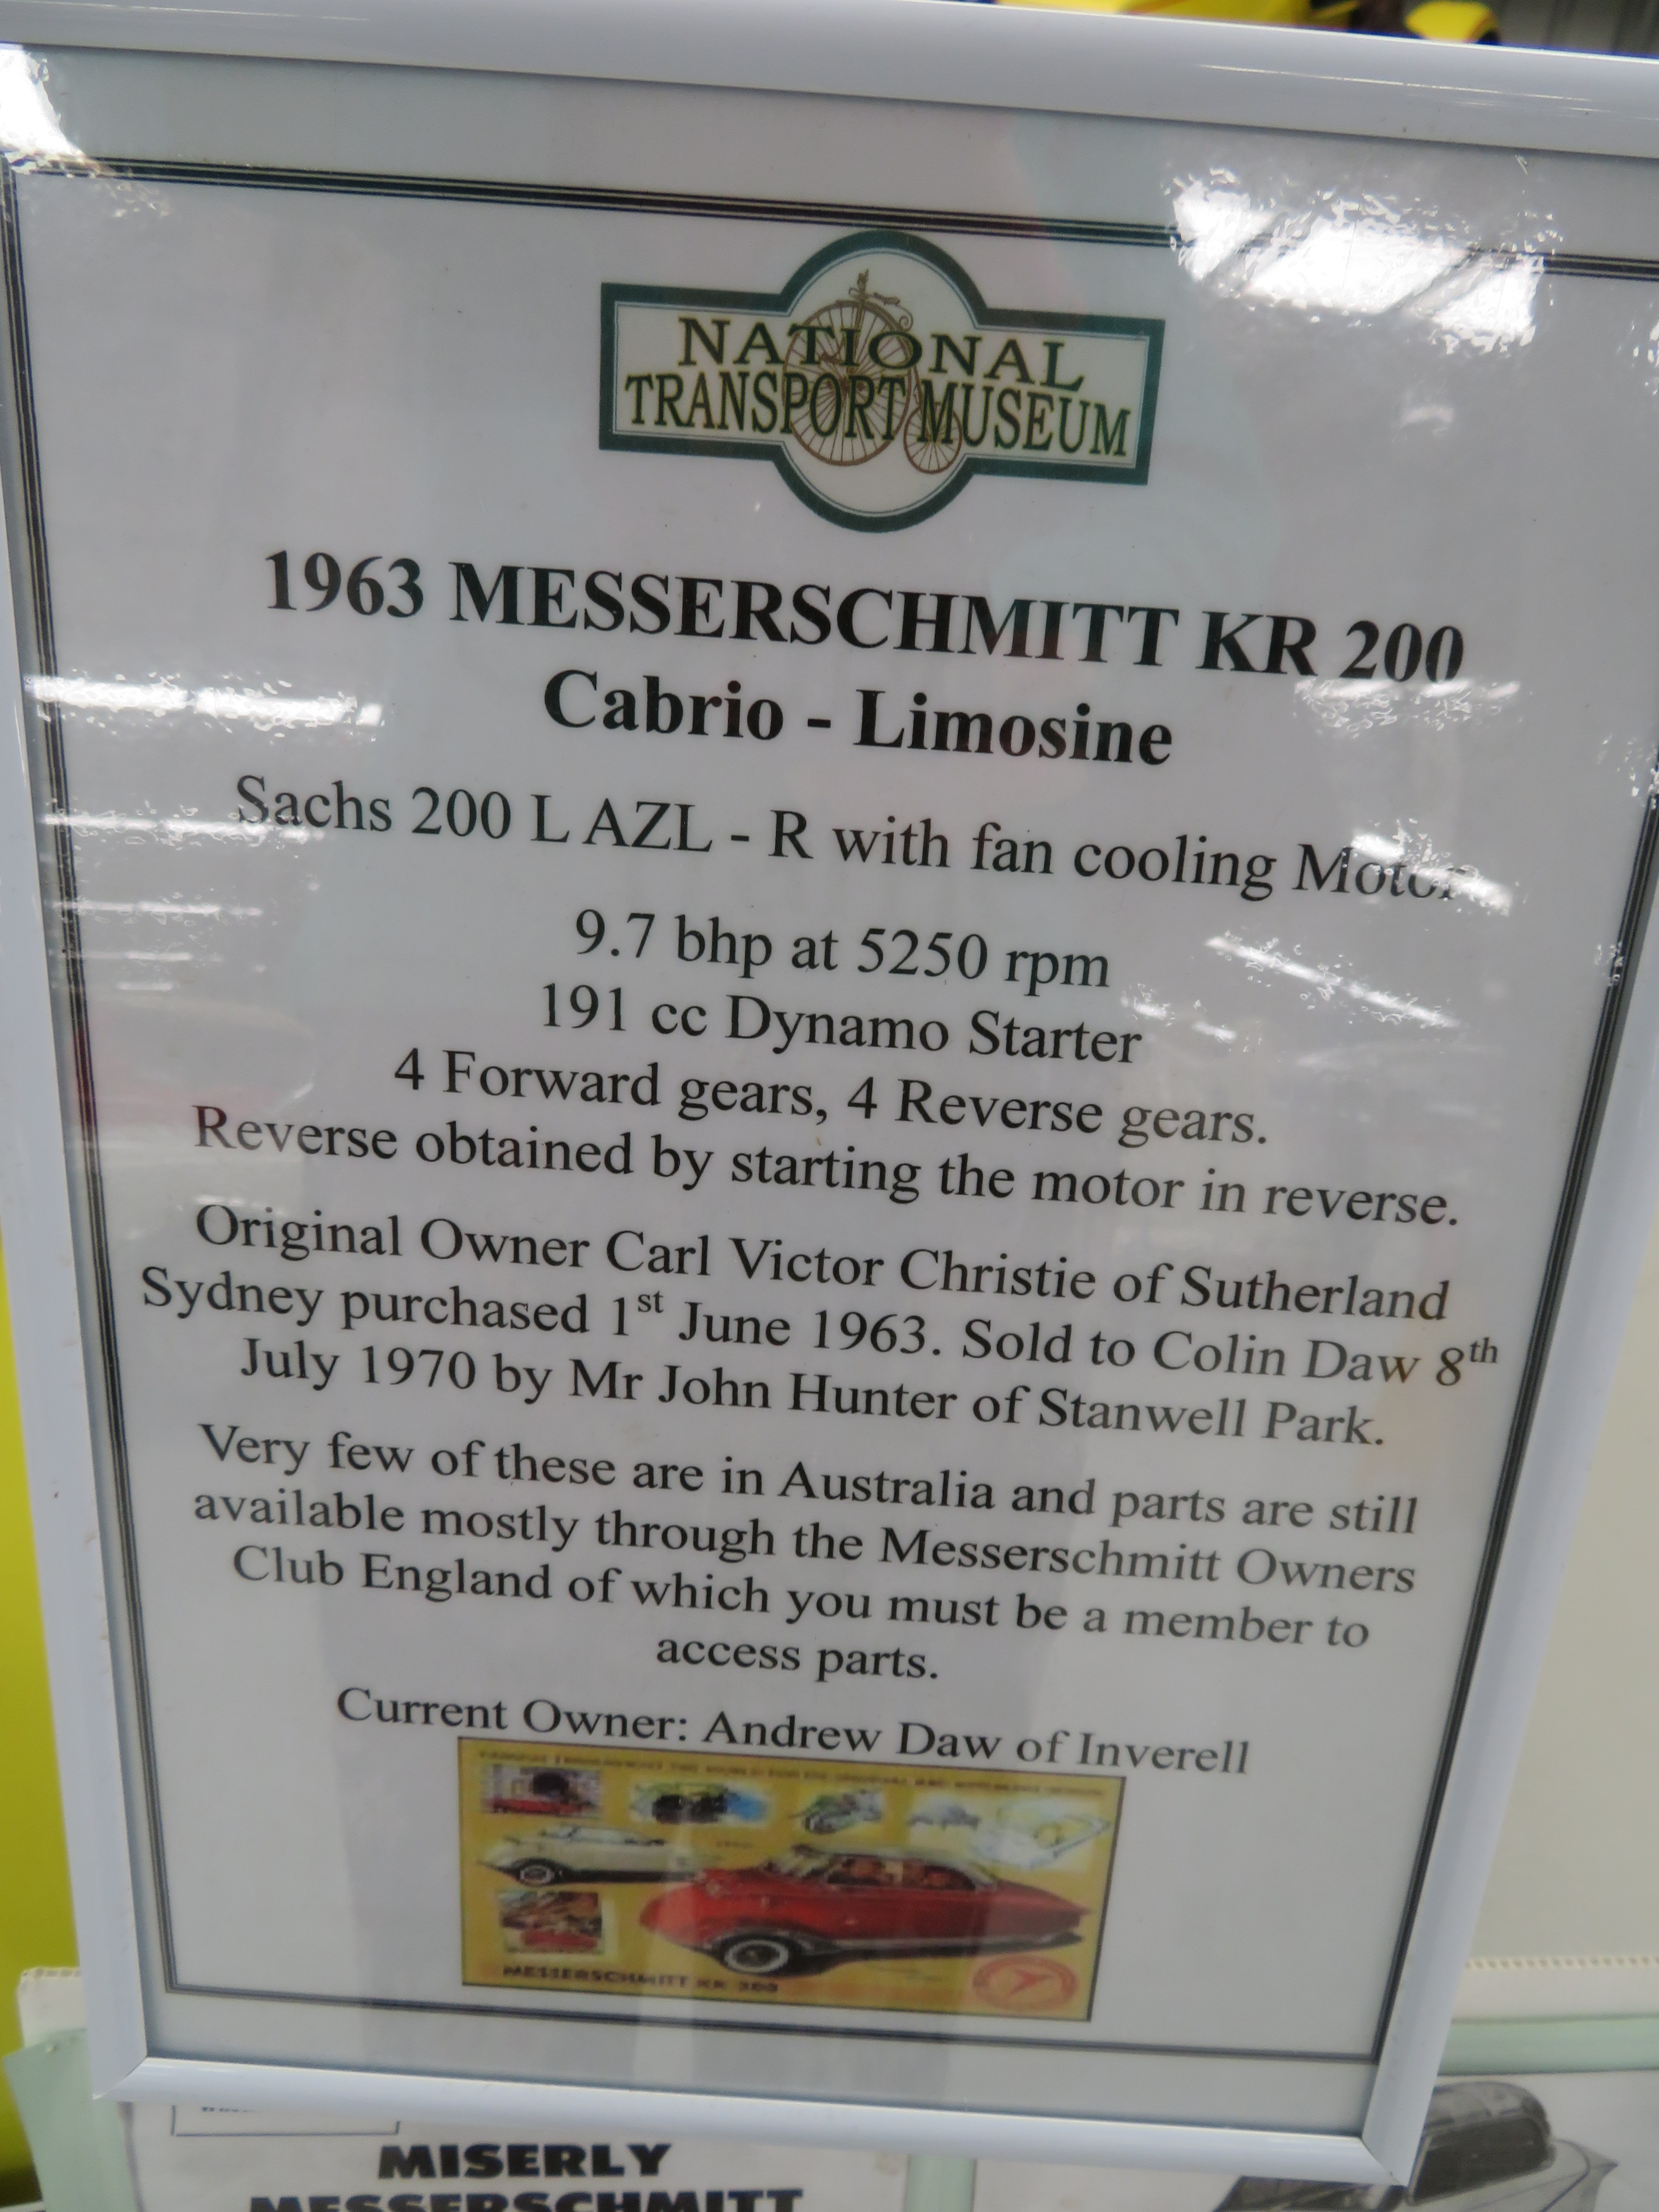 NATIONAL
TRANSPORT MUSEUM
1963 MESSERSCHMITT KR 200
Cabrio - Limosine
Sachs 200 L AZL - R with fan cooling Motor
9.7 bhp at 5250 rpm
191 cc Dynamo Starter
4 Forward gears, 4 Reverse gears.
Reverse obtained by starting the motor in reverse.
Original Owner Carl Victor Christie of Sutherland
Sydney purchased 1st June 1963. Sold to Colin Daw 8th
July 1970 by Mr John Hunter of Stanwell Park.
Very few of these are in Australia and parts are still
available mostly through the Messerschmitt Owners
Club England of which you must be a member to
access parts.
Current Owner: Andrew Daw of Inverell
MESSERSCHMITT KR 200
MISERLY
MESSERSCHMITT